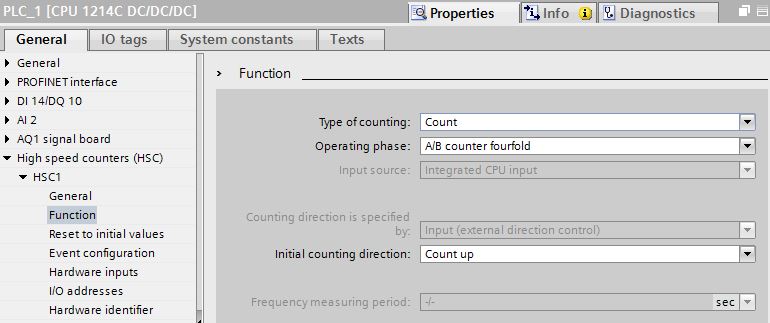 PLC_1 [CPU 1214C DC/DC/DC]
Properties
Info
Diagnostics
General
IO tags
System constants
Texts
General
PROFINET interface
DI 14/DQ 10
AI 2
AQ1 signal board
High speed counters (HSC)
HSC1
General
Function
Reset to initial values
Event configuration
Hardware inputs
I/O addresses
Hardware identifier
Function
Type of counting: Count
Operating phase: A/B counter fourfold
Input source: Integrated CPU input
Counting direction is specified
by: Input (external direction control)
Initial counting direction: Count up
Frequency measuring period: -/- sec